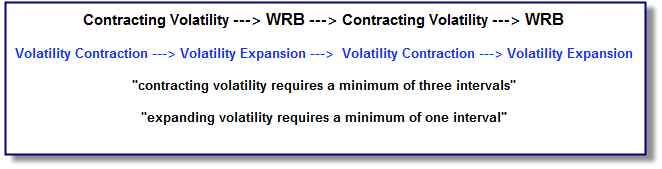 Contracting Volatility ---> WRB ---> Contracting Volatility ---> WRB
Volatility Contraction ---> Volatility Expansion ---> Volatility Contraction ---> Volatility Expansion
"contracting volatility requires a minimum of three intervals"
"expanding volatility requires a minimum of one interval"